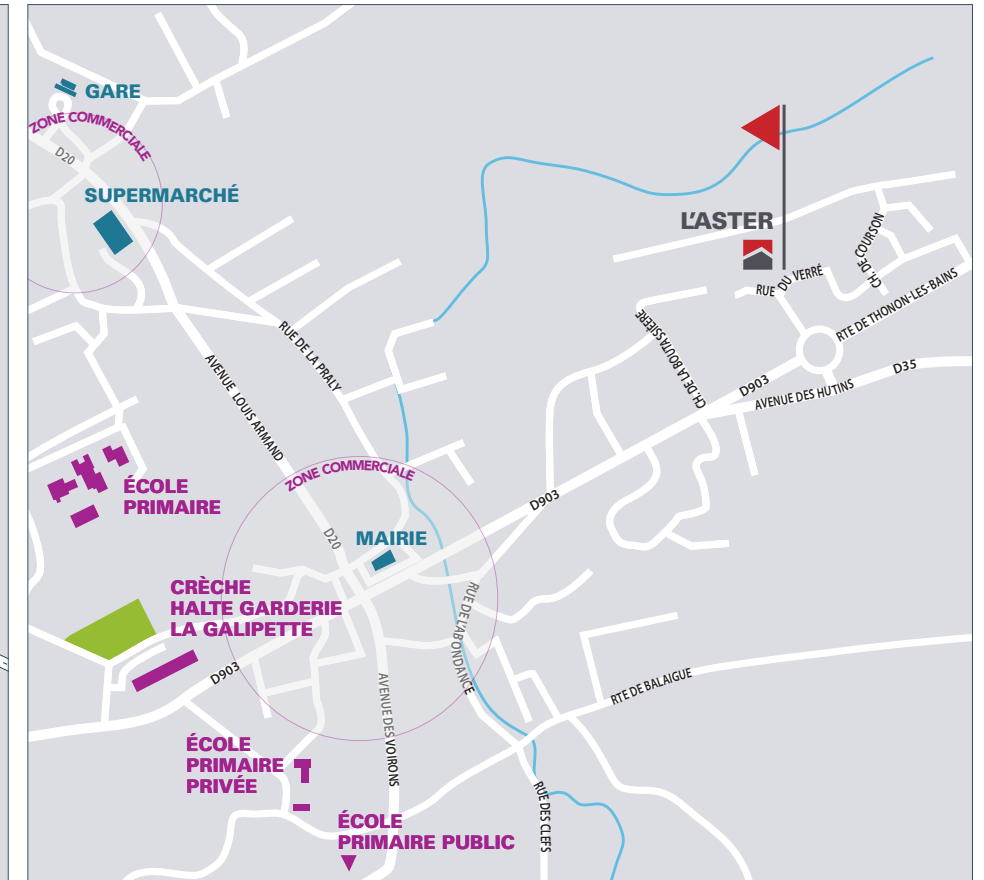 GARE
ZONE COMMERCIALE
D20
SUPERMARCHÉ
L'ASTER
RUE DU VERRÉ
CH. DE COURSON
RTE DE THONON-LES-BAINS
CH. DE LA BOUTASSIÈRE
D903
AVENUE DES HUTINS
D35
RUE DE LA PRALY
AVENUE LOUIS ARMAND
ZONE COMMERCIALE
ÉCOLE
PRIMAIRE
D903
D20
MAIRIE
CRÈCHE
HALTE GARDERIE
LA GALIPETTE
RUE DE L'ABONDANCE
D903
AVENUE DES VOIRONS
RTE DE BALAIGUE
ÉCOLE
PRIMAIRE
PRIVÉE
RUE DES CLEFS
ÉCOLE
PRIMAIRE PUBLIC